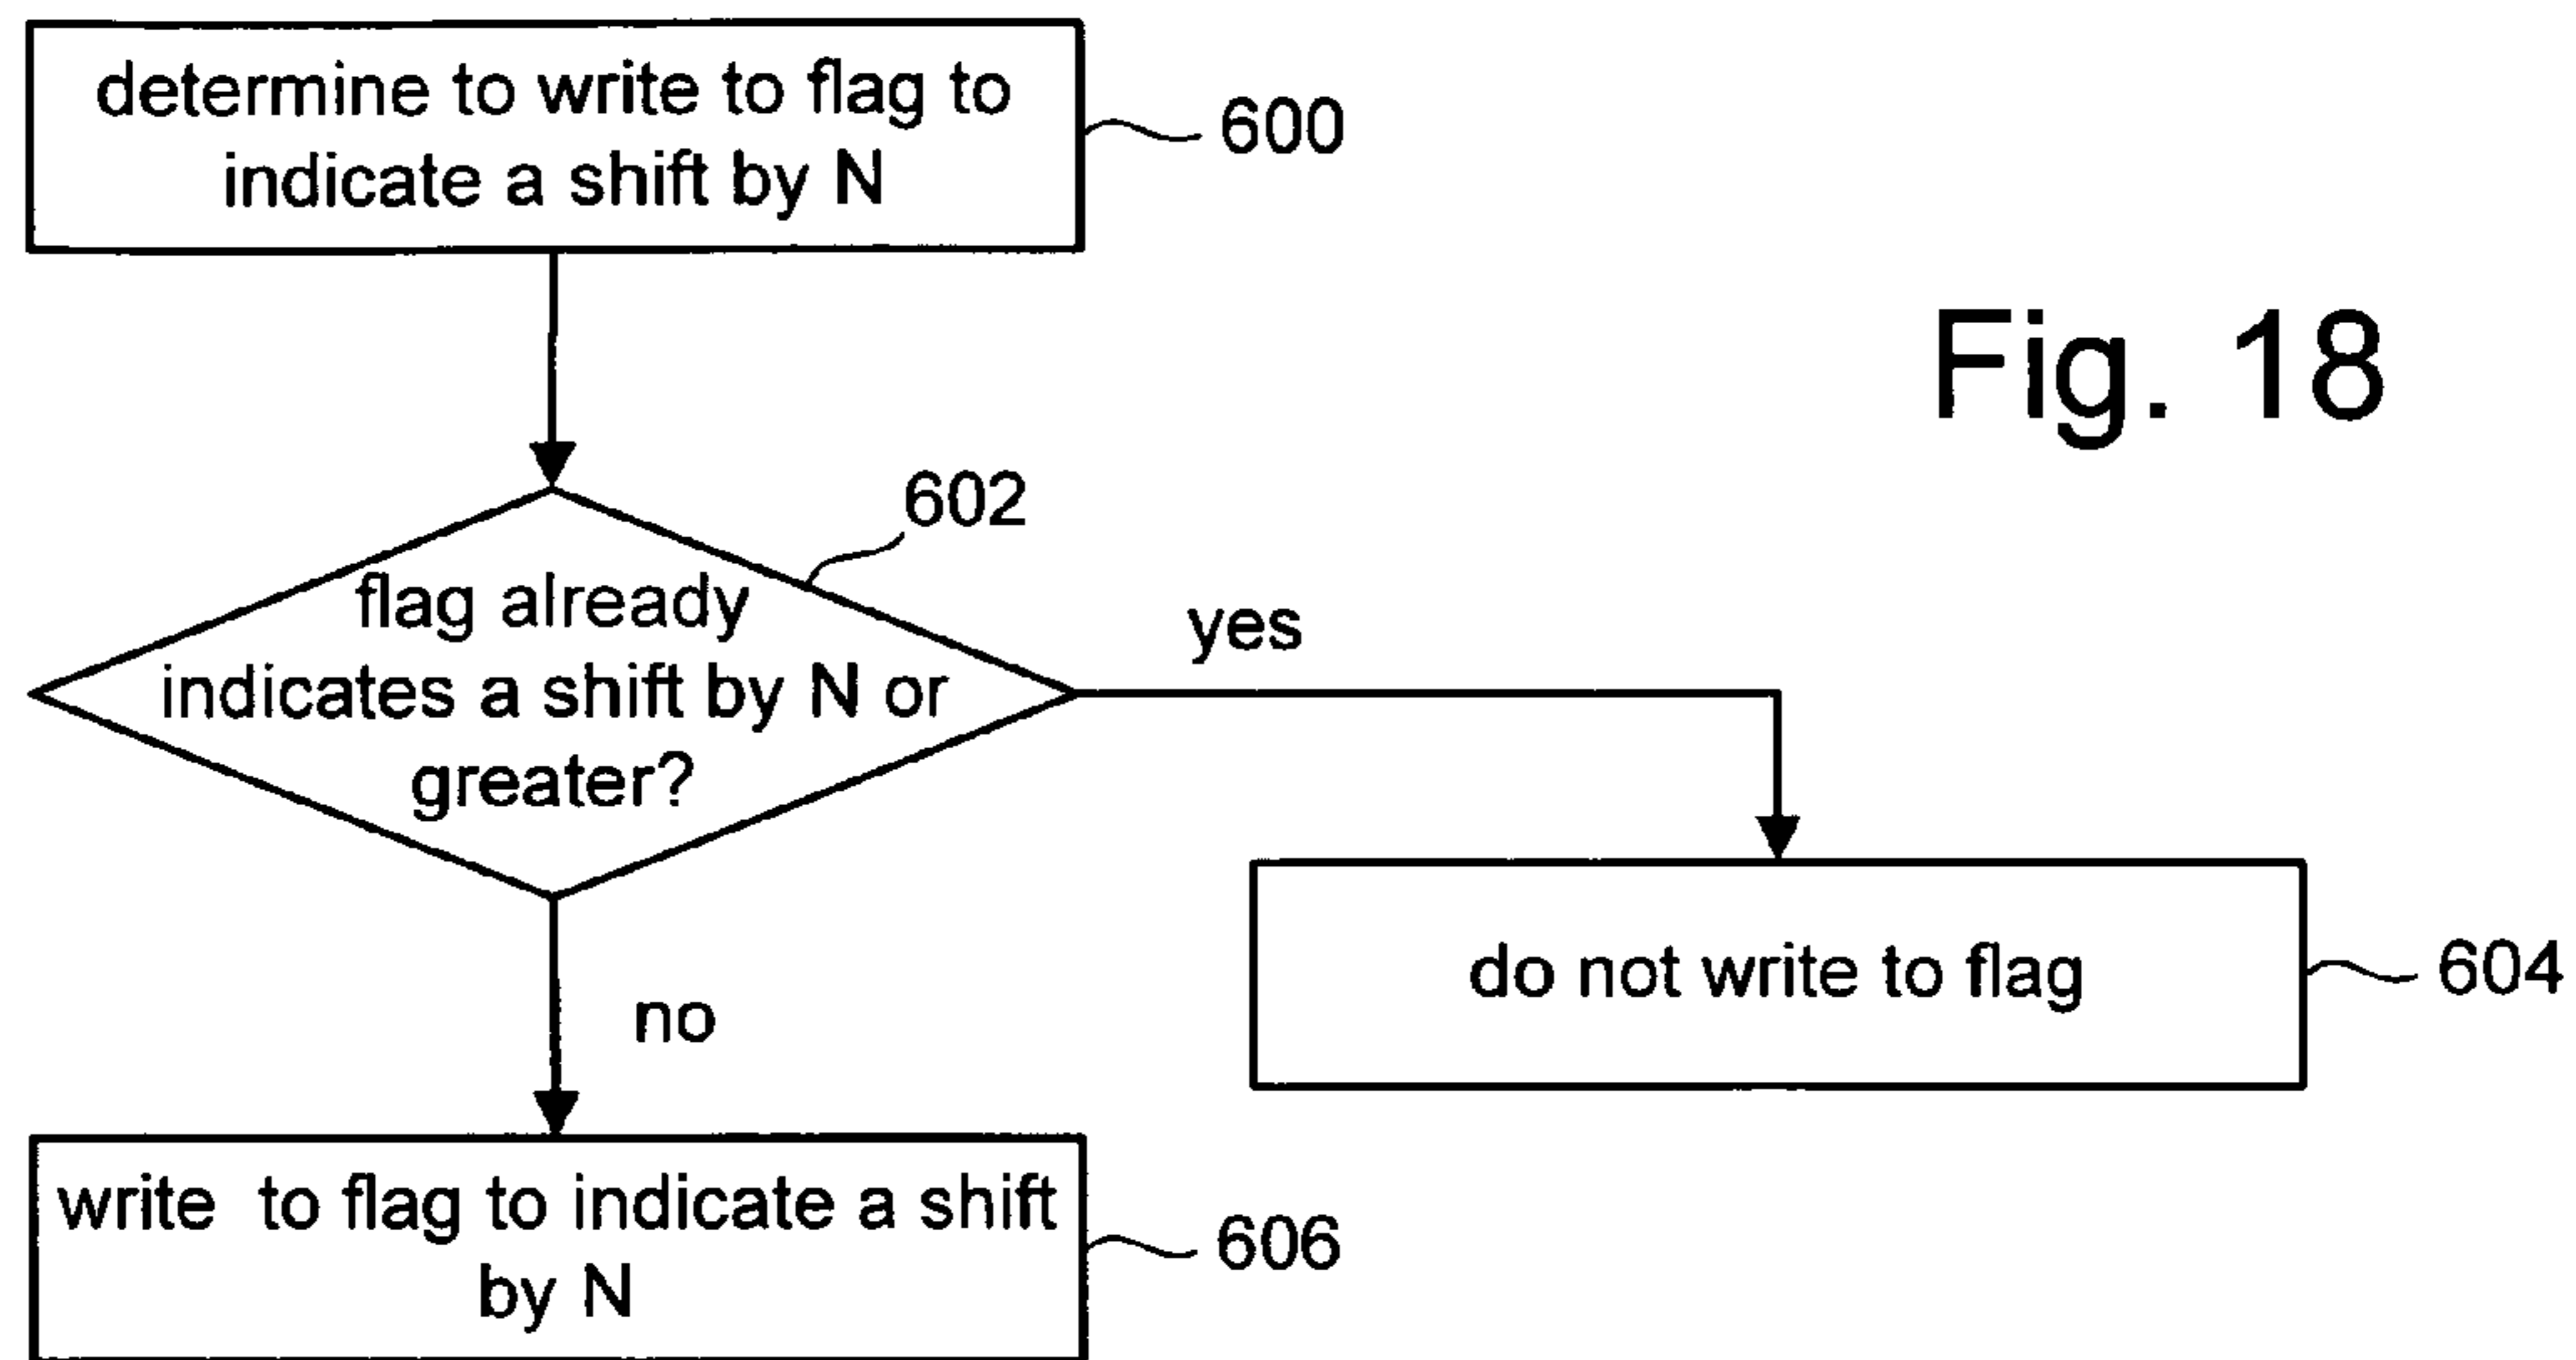 determine to write to flag to
indicate a shift by N
600
Fig. 18
602
flag already
indicates a shift by N or
greater?
yes
do not write to flag
604
no
write to flag to indicate a shift
by N
606